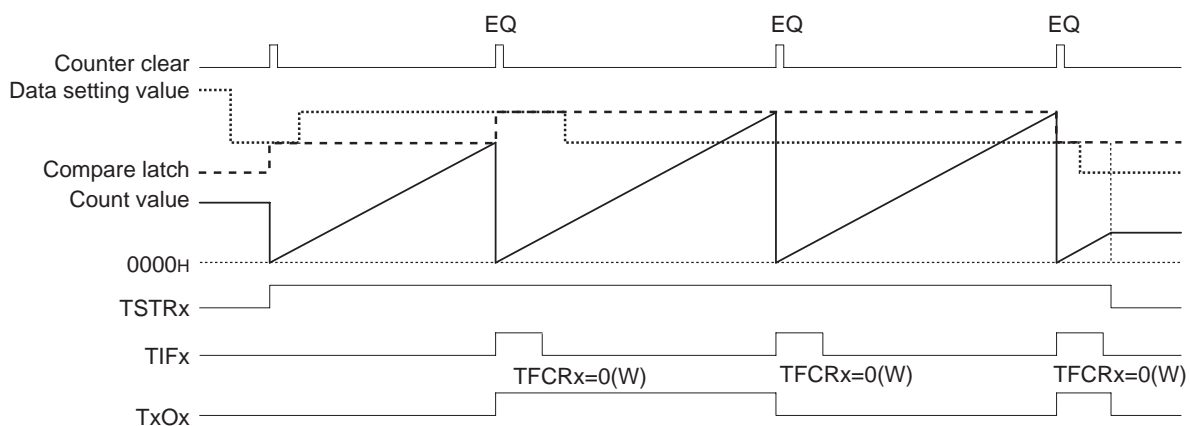 EQ EQ EQ
Counter clear
Data setting value
Compare latch
Count value
0000H
TSTRx
TIFx
TFCRx=0(W) TFCRx=0(W) TFCRx=0(W)
TxOx